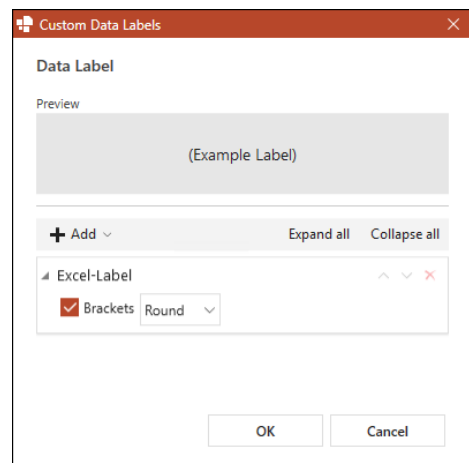 Custom Data Labels
Data Label
Preview
(Example Label)
Add Expand all Collapse all
Excel-Label
Brackets Round
OK Cancel